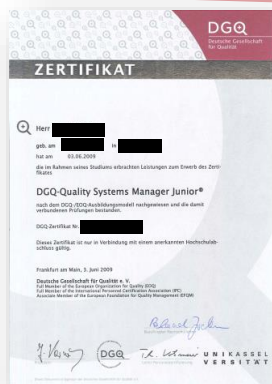 DGQ
Deutsche Gesellschaft
für Qualität
ZERTIFIKAT
Herr
geb. am in
hat am 03.06.2009
die im Rahmen seines Studiums erbrachten Leistungen zum Erwerb des Zerti-
fikates
DGQ-Quality Systems Manager Junior®
nach dem DGQ-/EOQ-Ausbildungsmodell nachgewiesen und die damit
verbundenen Prüfungen bestanden.
DGQ-Zertifikat Nr.
Dieses Zertifikat ist nur in Verbindung mit einem anerkannten Hochschulab-
schluss gültig.
Frankfurt am Main, 3. Juni 2009
Deutsche Gesellschaft für Qualität e. V.
Full Member of the European Organization for Quality (EOQ)
Full Member of the International Personnel Certification Association (IPC)
Associate Member of the European Foundation for Quality Management (EFQM)
DGQ
UNIKASSEL
VERSITÄT